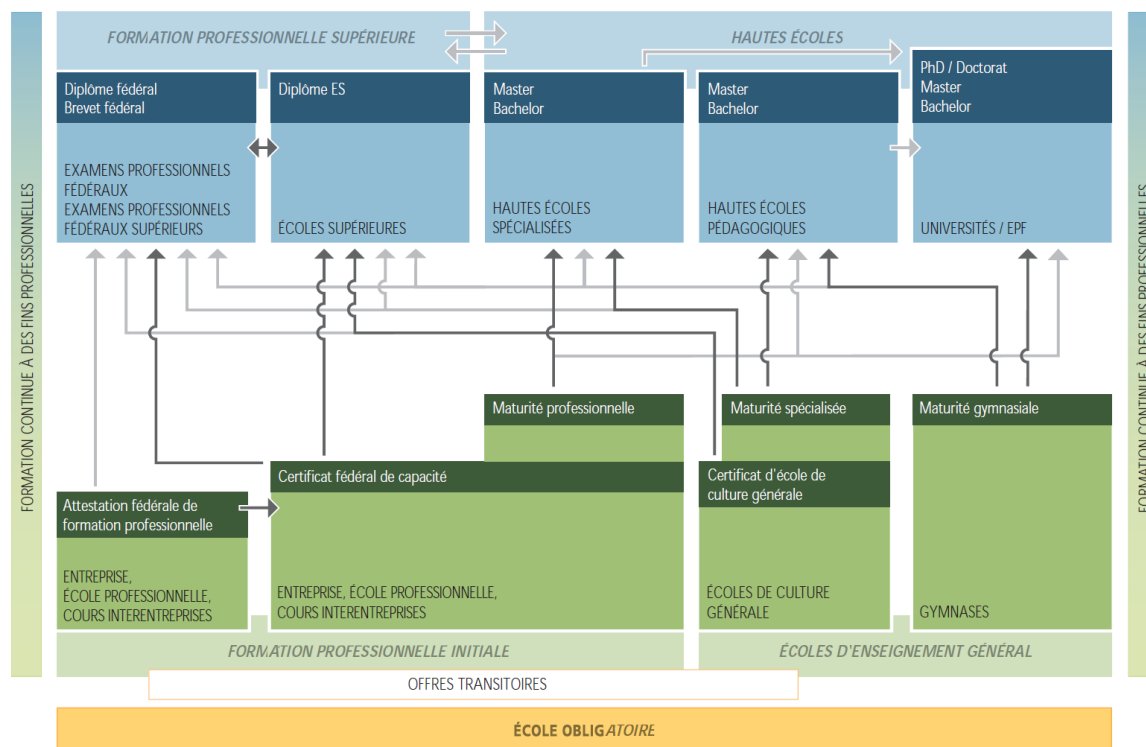 FORMATION PROFESSIONNELLE SUPÉRIEURE
HAUTES ÉCOLES
Diplôme fédéral
Brevet fédéral
EXAMENS PROFESSIONNELS
FÉDÉRAUX
EXAMENS PROFESSIONNELS
FÉDÉRAUX SUPÉRIEURS
Diplôme ES
ÉCOLES SUPÉRIEURES
Master
Bachelor
HAUTES ÉCOLES
SPÉCIALISÉES
Master
Bachelor
HAUTES ÉCOLES
PÉDAGOGIQUES
PhD / Doctorat
Master
Bachelor
UNIVERSITÉS / EPF
FORMATION CONTINUE À DES FINS PROFESSIONNELLES
FORMATION CONTINUE À DES FINS PROFESSIONNELLES
Maturité professionnelle
Maturité spécialisée
Maturité gymnasiale
Certificat fédéral de capacité
Certificat d'école de
culture générale
Attestation fédérale de
formation professionnelle
ENTREPRISE,
ÉCOLE PROFESSIONNELLE,
COURS INTERENTREPRISES
ENTREPRISE, ÉCOLE PROFESSIONNELLE,
COURS INTERENTREPRISES
ÉCOLES DE CULTURE
GÉNÉRALE
GYMNASES
FORMATION PROFESSIONNELLE INITIALE
ÉCOLES D'ENSEIGNEMENT GÉNÉRAL
OFFRES TRANSITOIRES
ÉCOLE OBLIGATOIRE